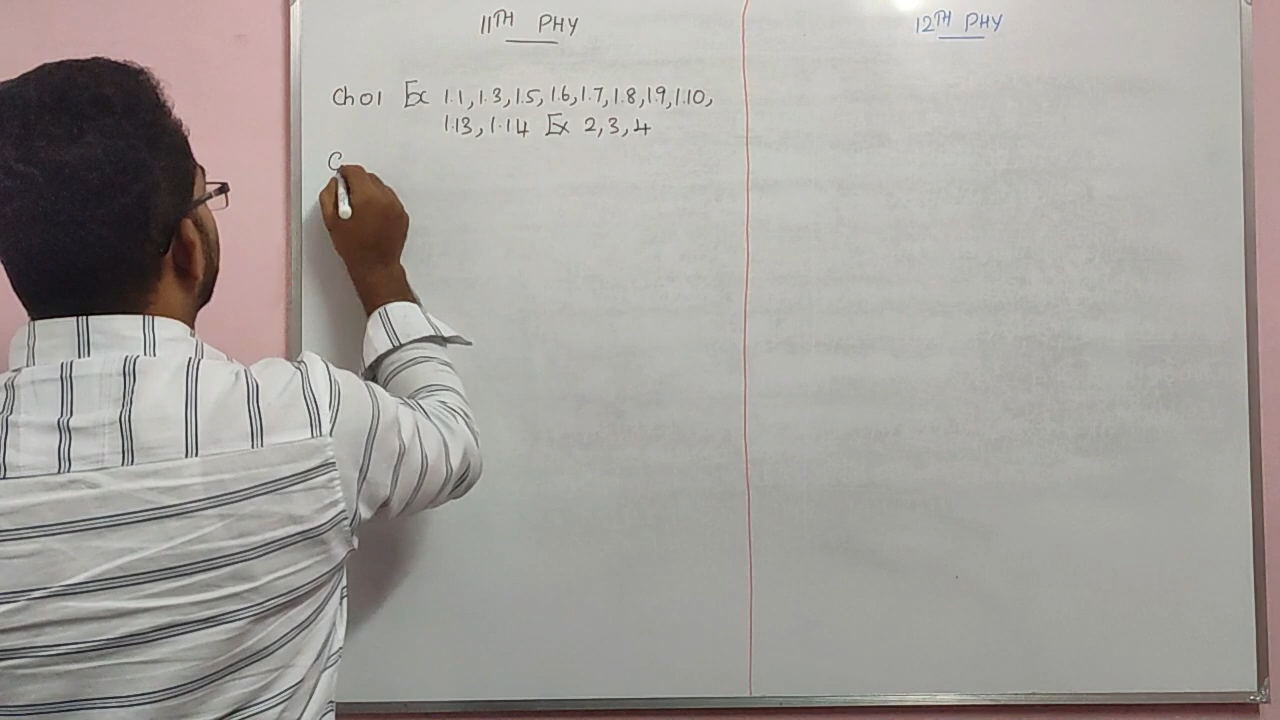 11TH PHY
12TH PHY
Ch 01 Ex 1.1, 1.3, 1.5, 1.6, 1.7, 1.8, 1.9, 1.10,
1.13, 1.14 Ex 2, 3, 4
C